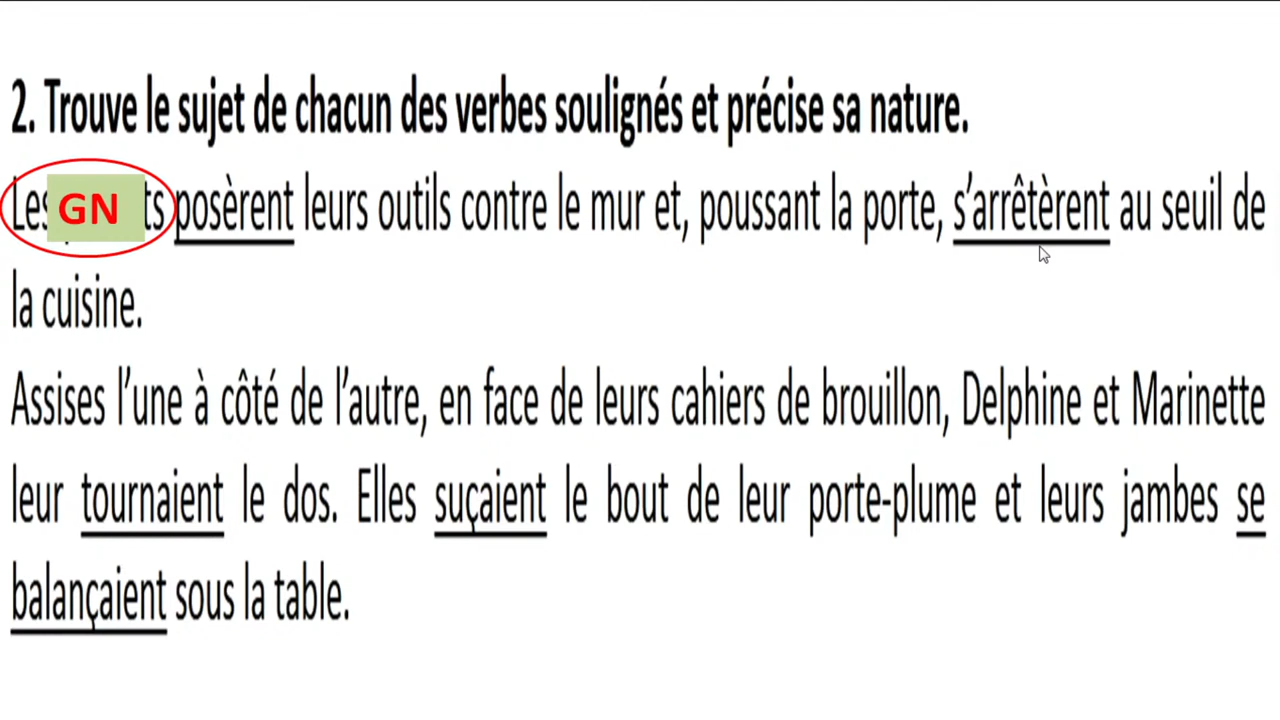 2. Trouve le sujet de chacun des verbes soulignés et précise sa nature.
Les GN posèrent leurs outils contre le mur et, poussant la porte, s’arrêtèrent au seuil de
la cuisine.
Assises l’une à côté de l’autre, en face de leurs cahiers de brouillon, Delphine et Marinette
leur tournaient le dos. Elles suçaient le bout de leur porte-plume et leurs jambes se
balançaient sous la table.